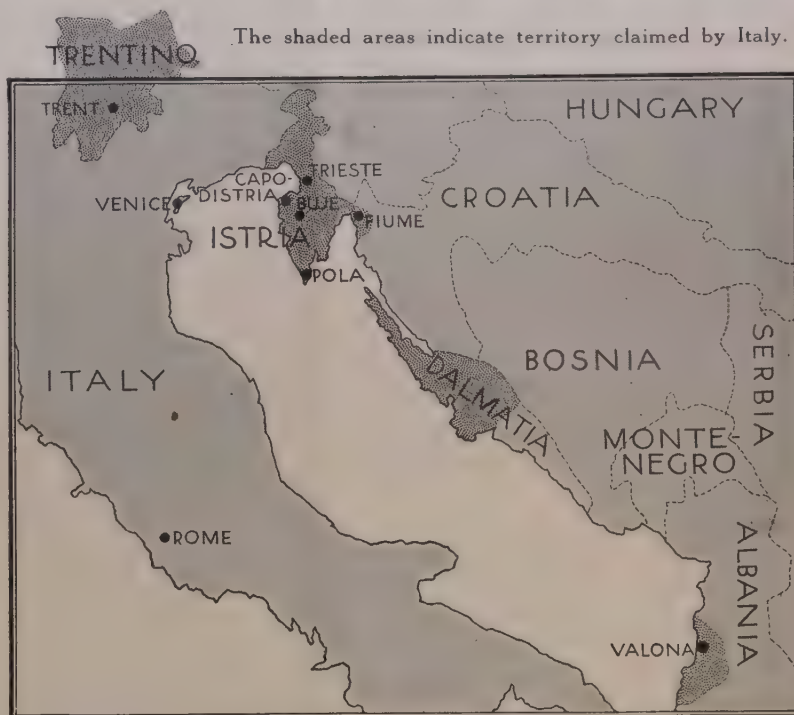 The shaded areas indicate territory claimed by Italy.
TRENTINO
TRENT
HUNGARY
CAPO-
DISTRIA
TRIESTE
CROATIA
VENICE
BUJE
FIUME
ISTRIA
POLA
ITALY
DALMATIA
BOSNIA
SERBIA
MONTE-
NEGRO
ROME
ALBANIA
VALONA